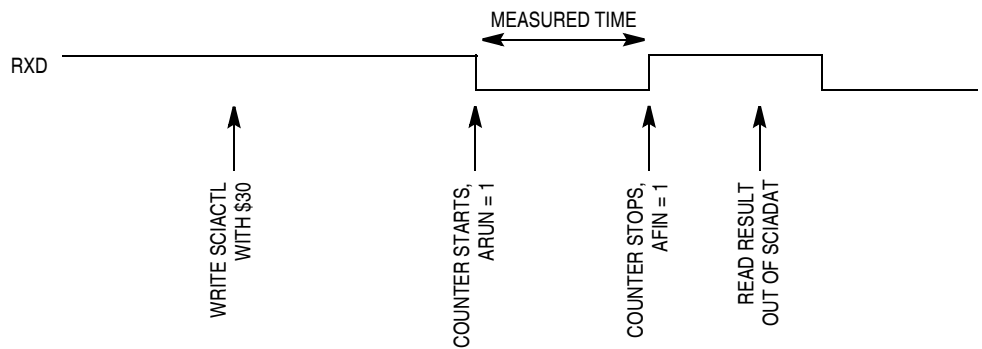 MEASURED TIME
RXD
WRITE SCIACTL
WITH $30
COUNTER STARTS,
ARUN = 1
COUNTER STOPS,
AFIN = 1
READ RESULT
OUT OF SCIADAT